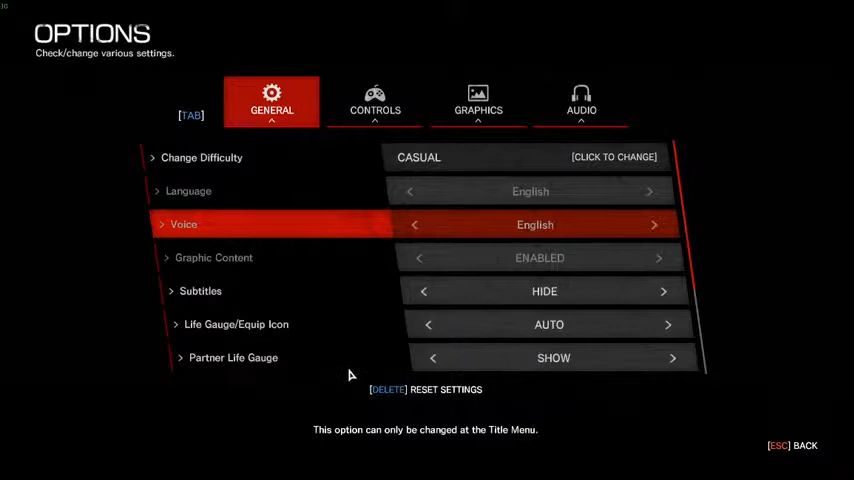 OPTIONS
Check/change various settings.
[TAB]
GENERAL
CONTROLS
GRAPHICS
AUDIO
Change Difficulty
CASUAL [CLICK TO CHANGE]
Language
English
Voice
English
Graphic Content
ENABLED
Subtitles
HIDE
Life Gauge/Equip Icon
AUTO
Partner Life Gauge
SHOW
[DELETE] RESET SETTINGS
This option can only be changed at the Title Menu.
[ESC] BACK